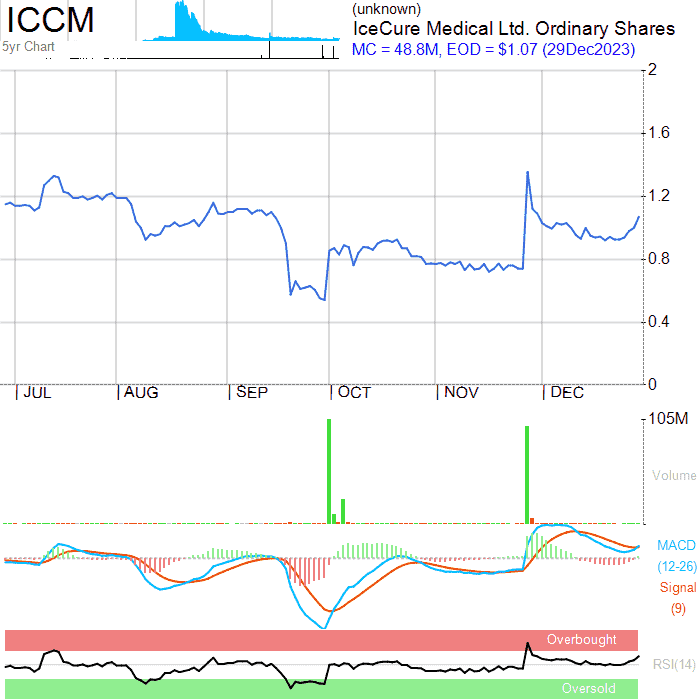 ICCM
5yr Chart
(unknown)
IceCure Medical Ltd. Ordinary Shares
MC = 48.8M, EOD = $1.07 (29Dec2023)
2
1.6
1.2
0.8
0.4
0
JUL AUG SEP OCT NOV DEC
105M
Volume
MACD
(12-26)
Signal
(9)
Overbought
RSI(14)
Oversold